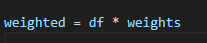 weighted = df * weights